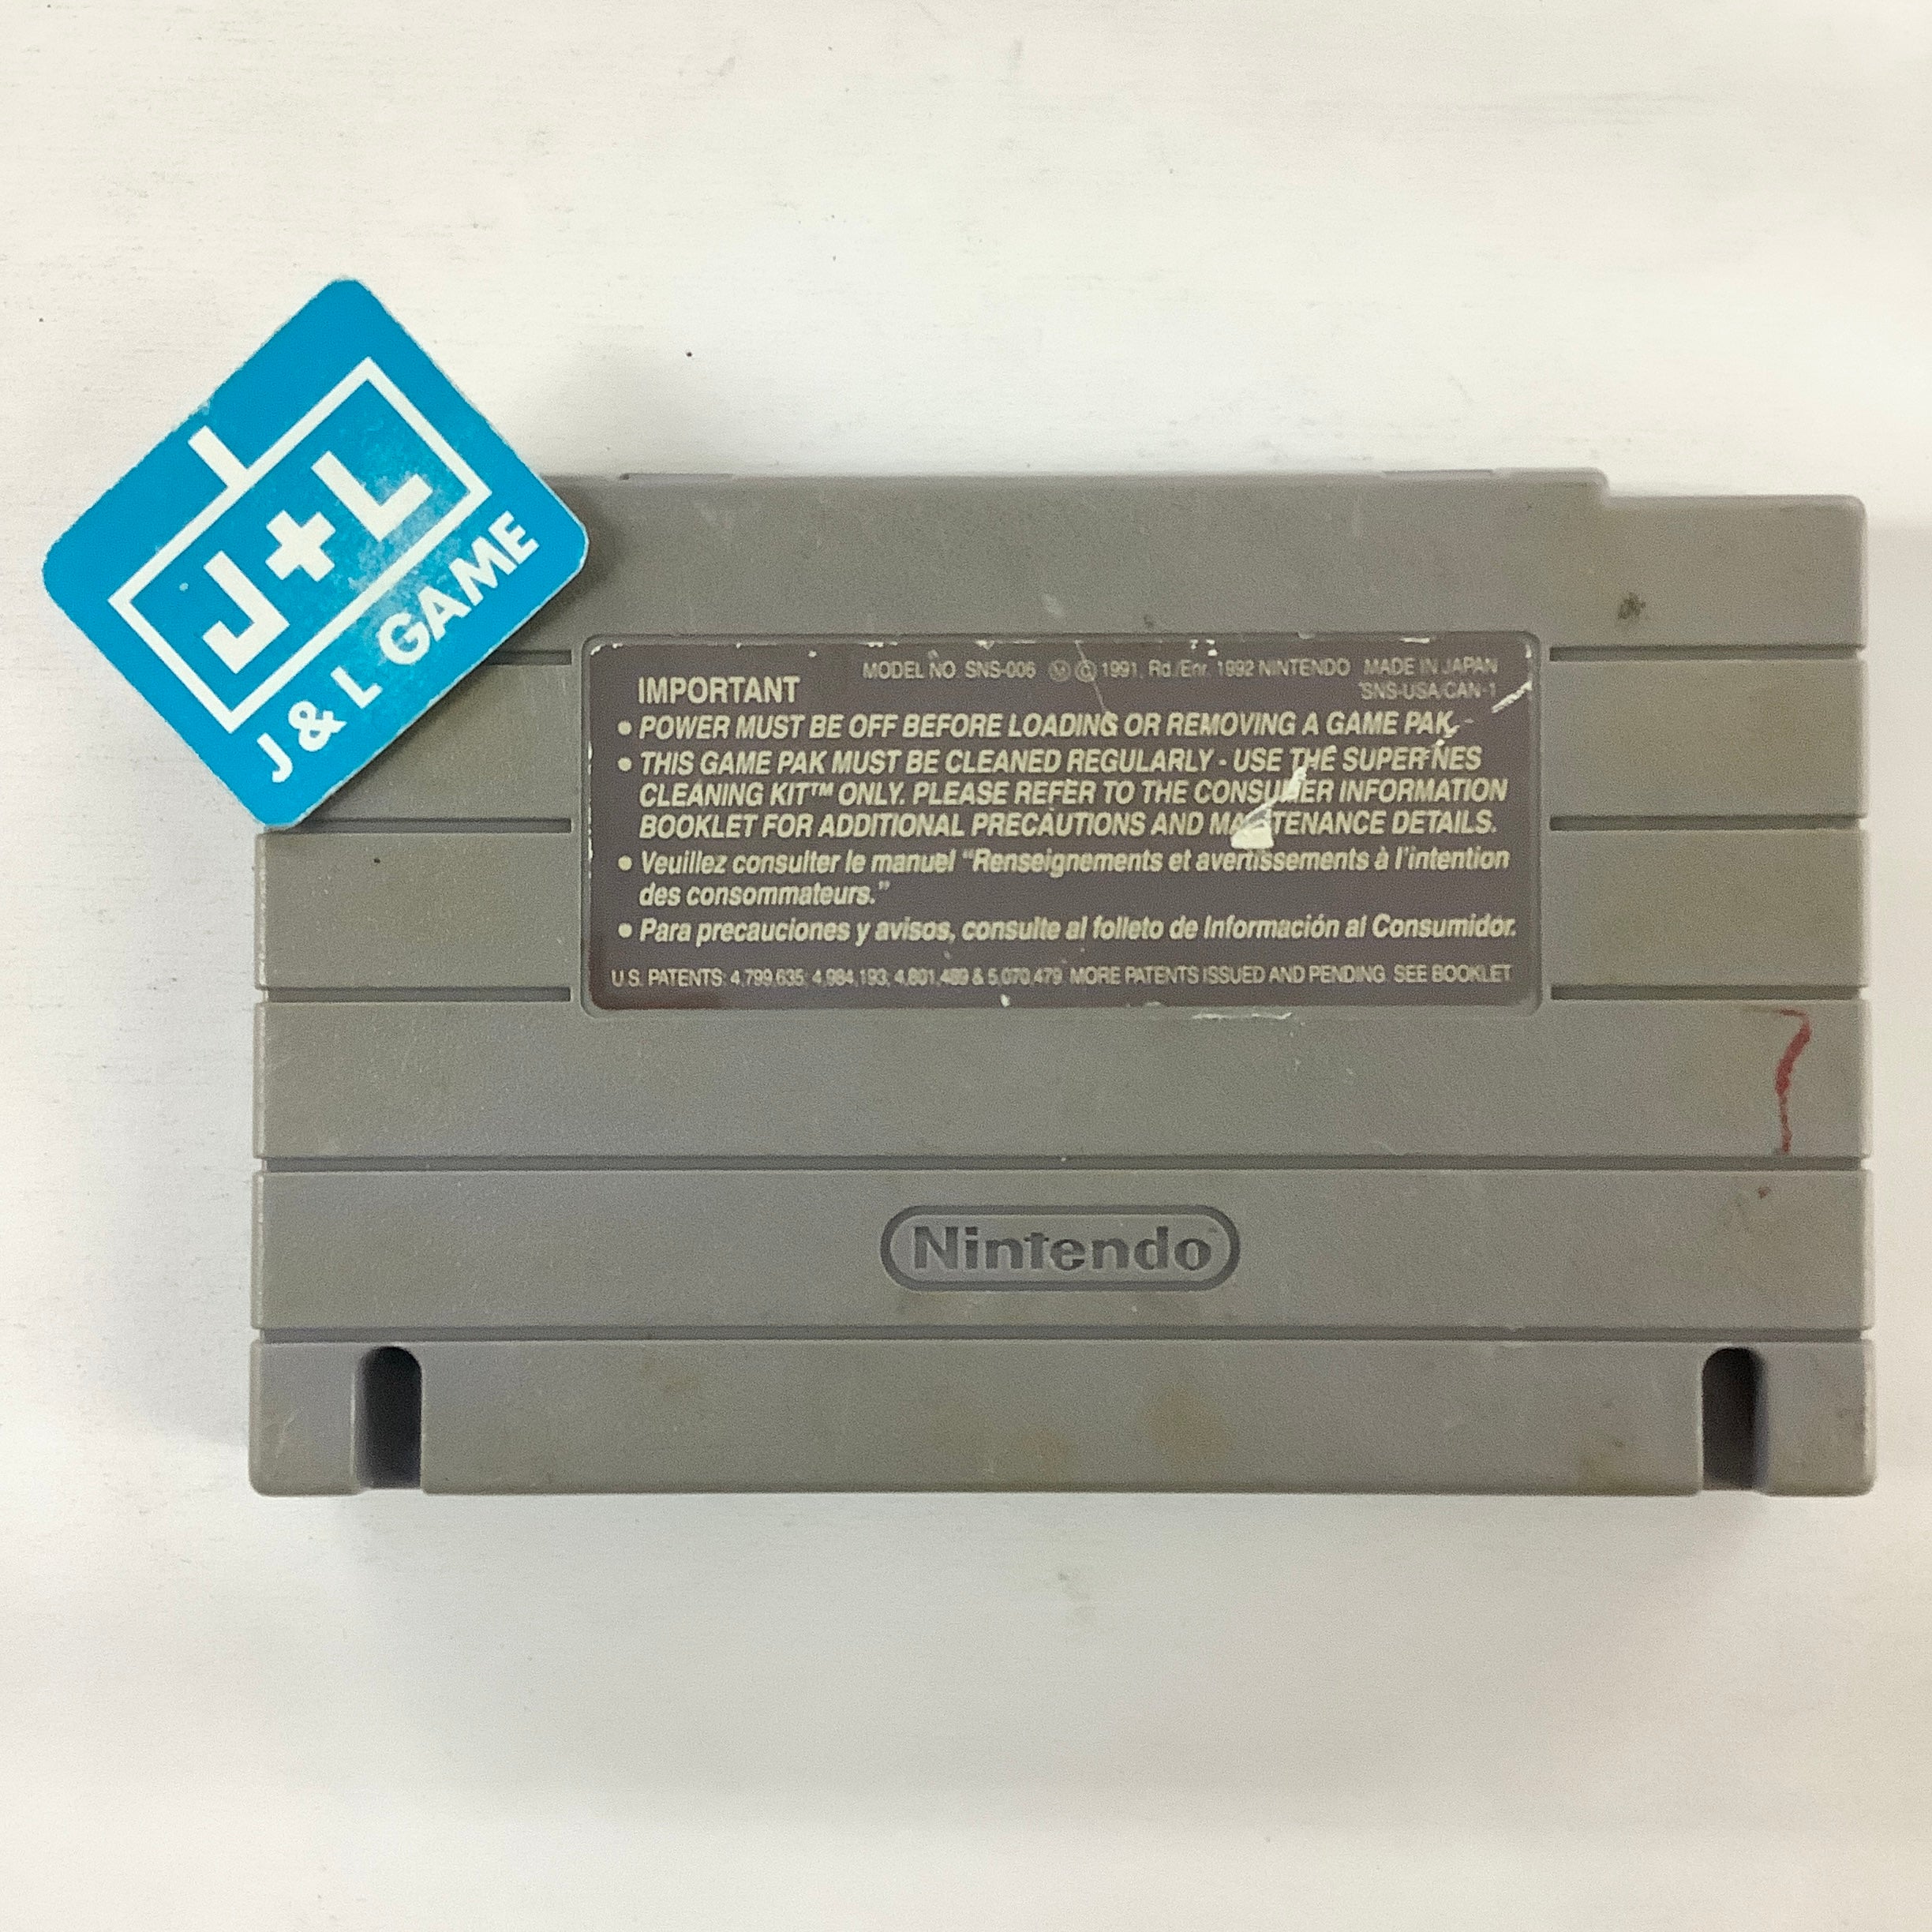 J+L
J & L GAME
MODEL NO. SNS-006 Ⓜ © 1991, Rd./Enr. 1992 NINTENDO MADE IN JAPAN
SNS-USA/CAN-1
IMPORTANT
• POWER MUST BE OFF BEFORE LOADING OR REMOVING A GAME PAK.
• THIS GAME PAK MUST BE CLEANED REGULARLY - USE THE SUPER NES
CLEANING KIT™ ONLY. PLEASE REFER TO THE CONSUMER INFORMATION
BOOKLET FOR ADDITIONAL PRECAUTIONS AND MAINTENANCE DETAILS.
• Veuillez consulter le manuel “Renseignements et avertissements à l'intention
des consommateurs.”
• Para precauciones y avisos, consulte al folleto de Información al Consumidor.
U.S. PATENTS: 4,799,635; 4,984,193; 4,801,489 & 5,070,479 MORE PATENTS ISSUED AND PENDING. SEE BOOKLET
7
Nintendo